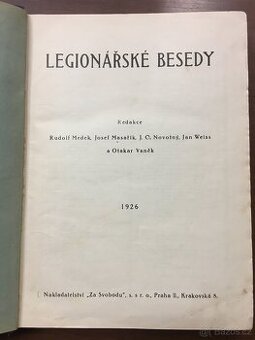 LEGIONÁŘSKÉ BESEDY
Redakce
Rudolf Medek, Josef Masařík, J. C. Novotný, Jan Weiss
a Otakar Vaněk
1926
Nakladatelství „Za Svobodu", s. s r. o., Praha II., Krakovská 8.